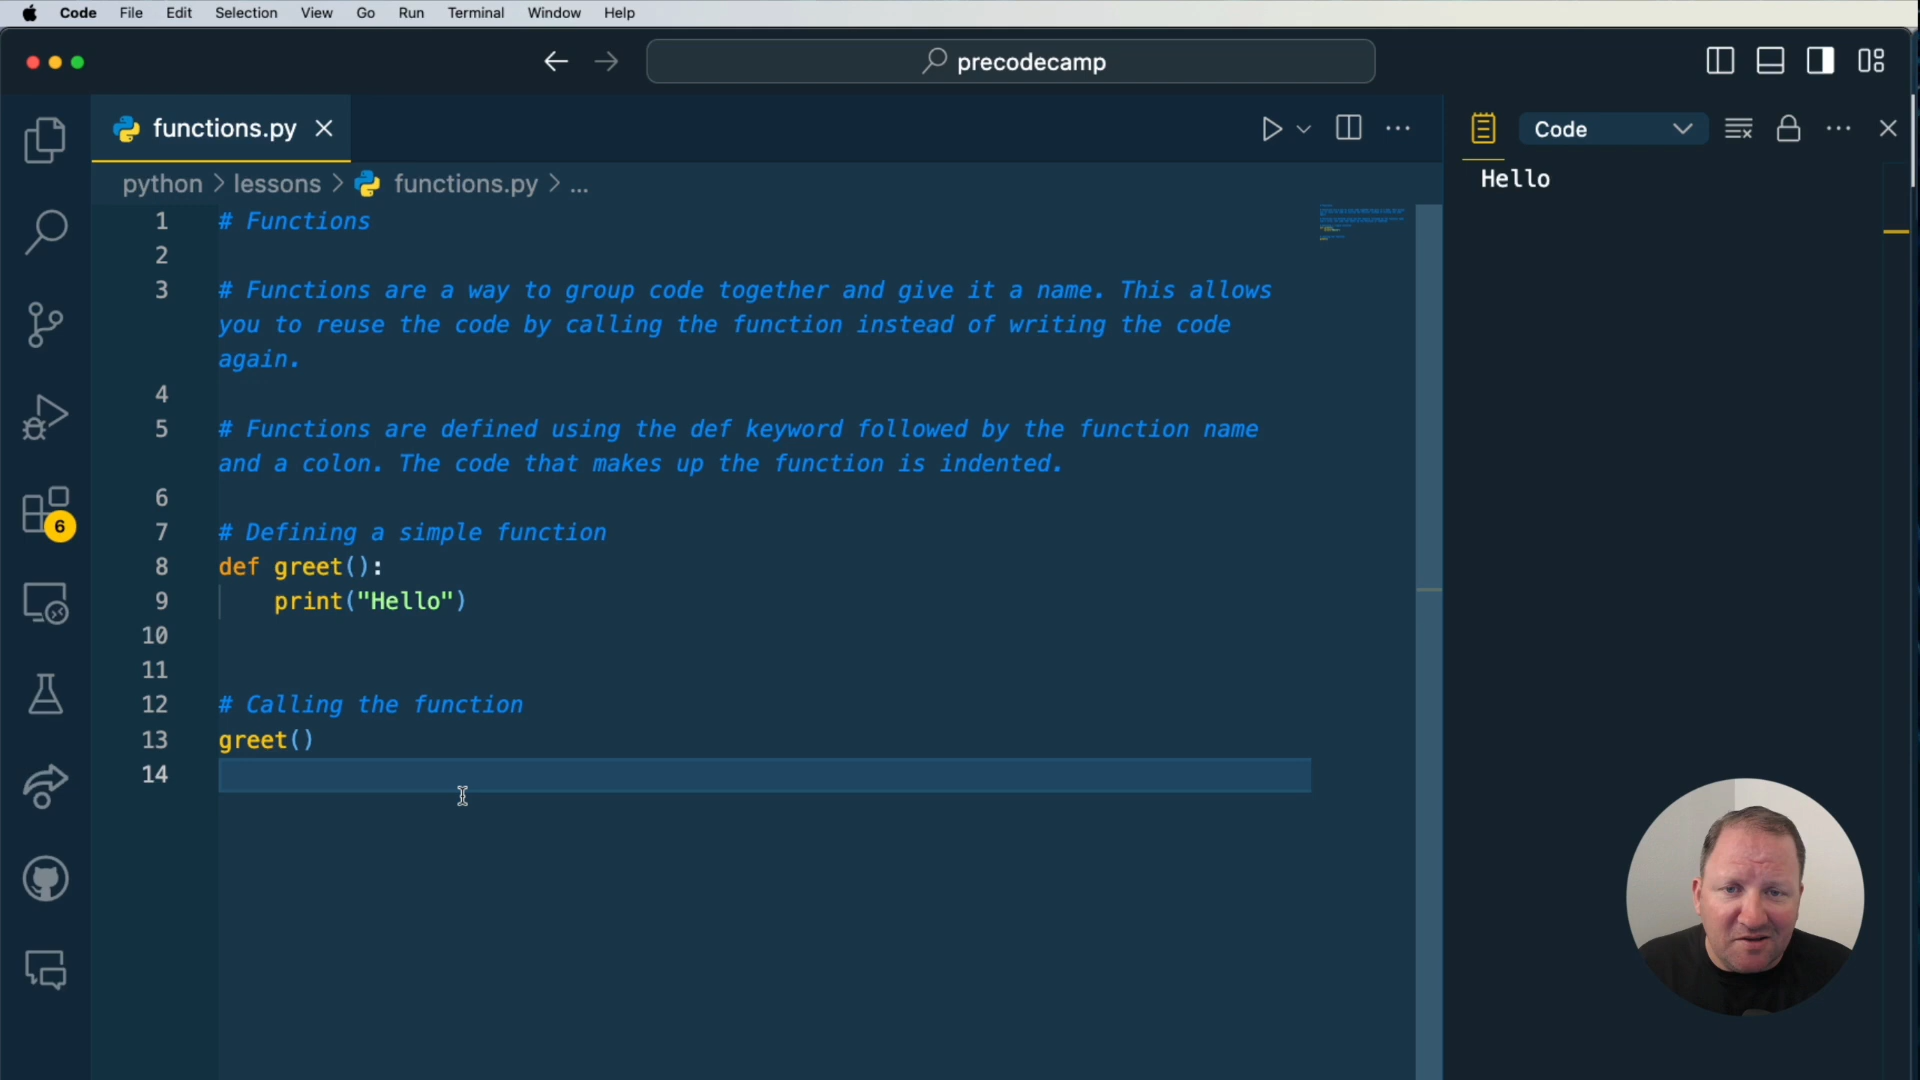 Code File Edit Selection View Go Run Terminal Window Help
precodecamp
functions.py
Code
python > lessons > functions.py > ...
Hello
1 # Functions
2
3 # Functions are a way to group code together and give it a name. This allows
you to reuse the code by calling the function instead of writing the code
again.
4
5 # Functions are defined using the def keyword followed by the function name
and a colon. The code that makes up the function is indented.
6
7 # Defining a simple function
8 def greet():
9 print("Hello")
10
11
12 # Calling the function
13 greet()
14
6